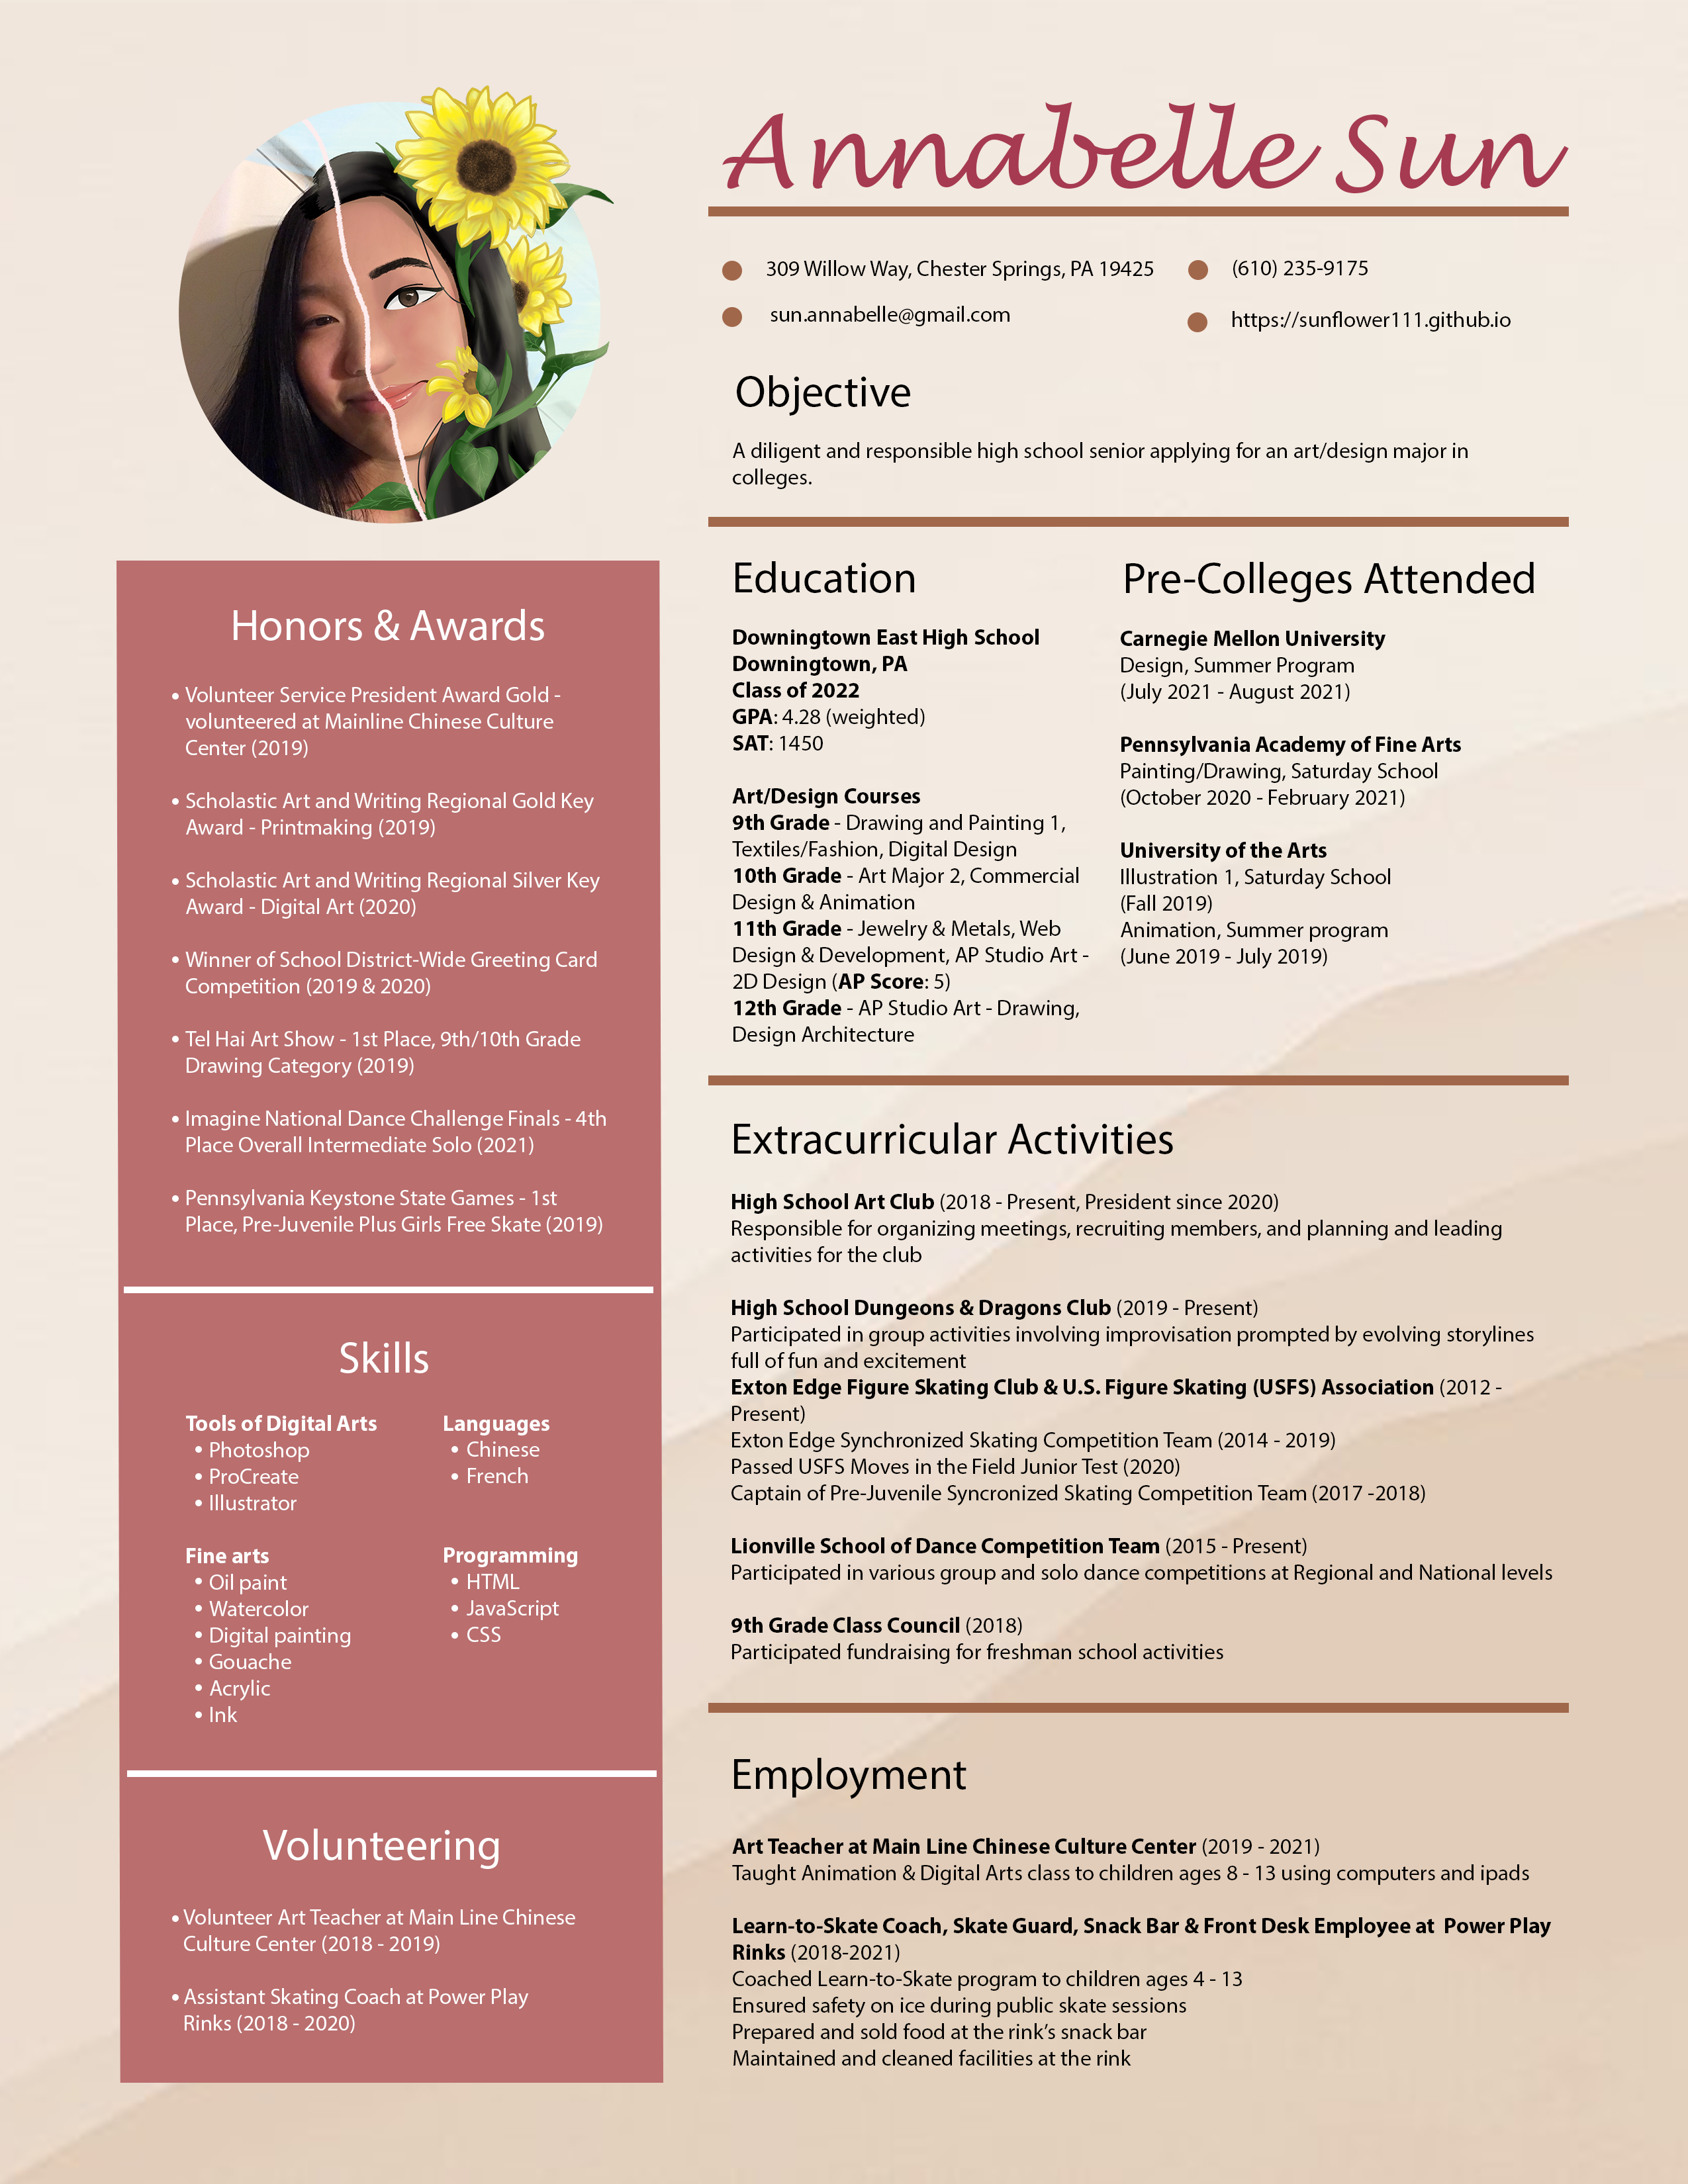 Annabelle Sun
309 Willow Way, Chester Springs, PA 19425
(610) 235-9175
sun.annabelle@gmail.com
https://sunflower111.github.io
Objective
A diligent and responsible high school senior applying for an art/design major in
colleges.
Honors & Awards
• Volunteer Service President Award Gold -
volunteered at Mainline Chinese Culture
Center (2019)
• Scholastic Art and Writing Regional Gold Key
Award - Printmaking (2019)
• Scholastic Art and Writing Regional Silver Key
Award - Digital Art (2020)
• Winner of School District-Wide Greeting Card
Competition (2019 & 2020)
• Tel Hai Art Show - 1st Place, 9th/10th Grade
Drawing Category (2019)
• Imagine National Dance Challenge Finals - 4th
Place Overall Intermediate Solo (2021)
• Pennsylvania Keystone State Games - 1st
Place, Pre-Juvenile Plus Girls Free Skate (2019)
Skills
Tools of Digital Arts
• Photoshop
• ProCreate
• Illustrator
Languages
• Chinese
• French
Fine arts
• Oil paint
• Watercolor
• Digital painting
• Gouache
• Acrylic
• Ink
Programming
• HTML
• JavaScript
• CSS
Volunteering
• Volunteer Art Teacher at Main Line Chinese
Culture Center (2018 - 2019)
• Assistant Skating Coach at Power Play
Rinks (2018 - 2020)
Education
Downingtown East High School
Downingtown, PA
Class of 2022
GPA: 4.28 (weighted)
SAT: 1450
Art/Design Courses
9th Grade - Drawing and Painting 1,
Textiles/Fashion, Digital Design
10th Grade - Art Major 2, Commercial
Design & Animation
11th Grade - Jewelry & Metals, Web
Design & Development, AP Studio Art -
2D Design (AP Score: 5)
12th Grade - AP Studio Art - Drawing,
Design Architecture
Pre-Colleges Attended
Carnegie Mellon University
Design, Summer Program
(July 2021 - August 2021)
Pennsylvania Academy of Fine Arts
Painting/Drawing, Saturday School
(October 2020 - February 2021)
University of the Arts
Illustration 1, Saturday School
(Fall 2019)
Animation, Summer program
(June 2019 - July 2019)
Extracurricular Activities
High School Art Club (2018 - Present, President since 2020)
Responsible for organizing meetings, recruiting members, and planning and leading
activities for the club
High School Dungeons & Dragons Club (2019 - Present)
Participated in group activities involving improvisation prompted by evolving storylines
full of fun and excitement
Exton Edge Figure Skating Club & U.S. Figure Skating (USFS) Association (2012 -
Present)
Exton Edge Synchronized Skating Competition Team (2014 - 2019)
Passed USFS Moves in the Field Junior Test (2020)
Captain of Pre-Juvenile Syncronized Skating Competition Team (2017 -2018)
Lionville School of Dance Competition Team (2015 - Present)
Participated in various group and solo dance competitions at Regional and National levels
9th Grade Class Council (2018)
Participated fundraising for freshman school activities
Employment
Art Teacher at Main Line Chinese Culture Center (2019 - 2021)
Taught Animation & Digital Arts class to children ages 8 - 13 using computers and ipads
Learn-to-Skate Coach, Skate Guard, Snack Bar & Front Desk Employee at Power Play
Rinks (2018-2021)
Coached Learn-to-Skate program to children ages 4 - 13
Ensured safety on ice during public skate sessions
Prepared and sold food at the rink's snack bar
Maintained and cleaned facilities at the rink